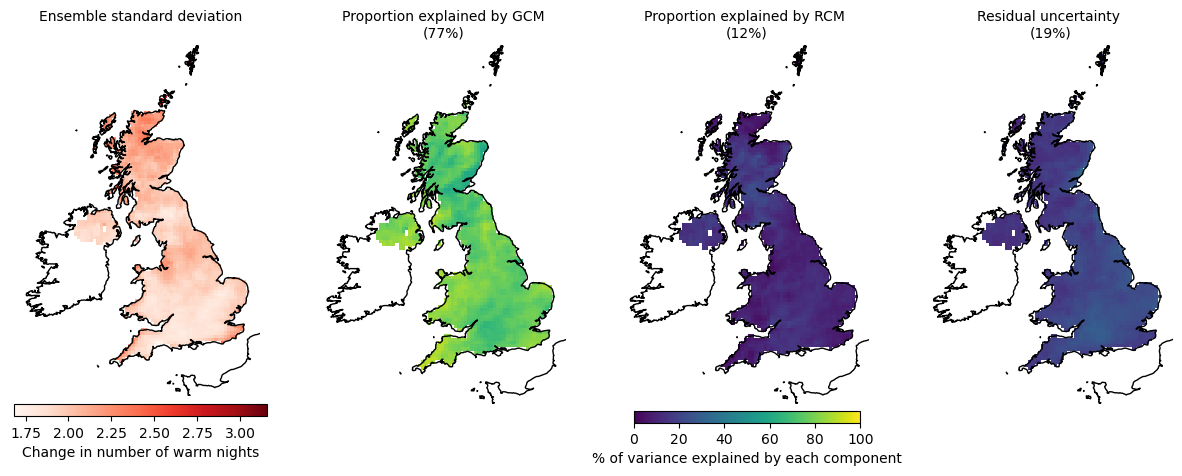 Ensemble standard deviation
Proportion explained by GCM
(77%)
Proportion explained by RCM
(12%)
Residual uncertainty
(19%)
1.75 2.00 2.25 2.50 2.75 3.00
Change in number of warm nights
0 20 40 60 80 100
% of variance explained by each component